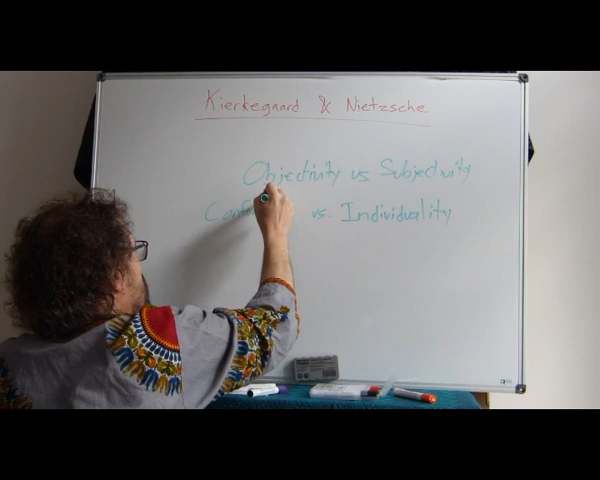 Kierkegaard & Nietzsche
Objectivity vs. Subjectivity
vs. Individuality